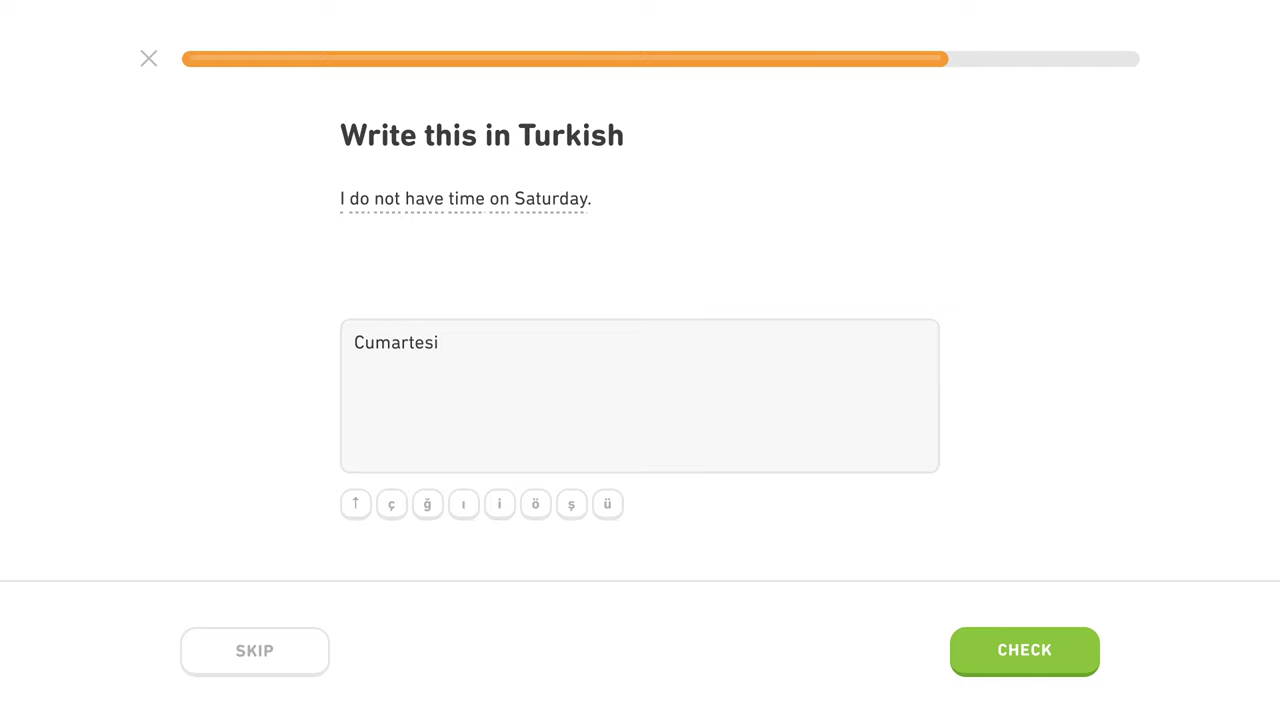 Write this in Turkish
I do not have time on Saturday.
Cumartesi
↑ ç ğ ı i ö ş ü
SKIP
CHECK